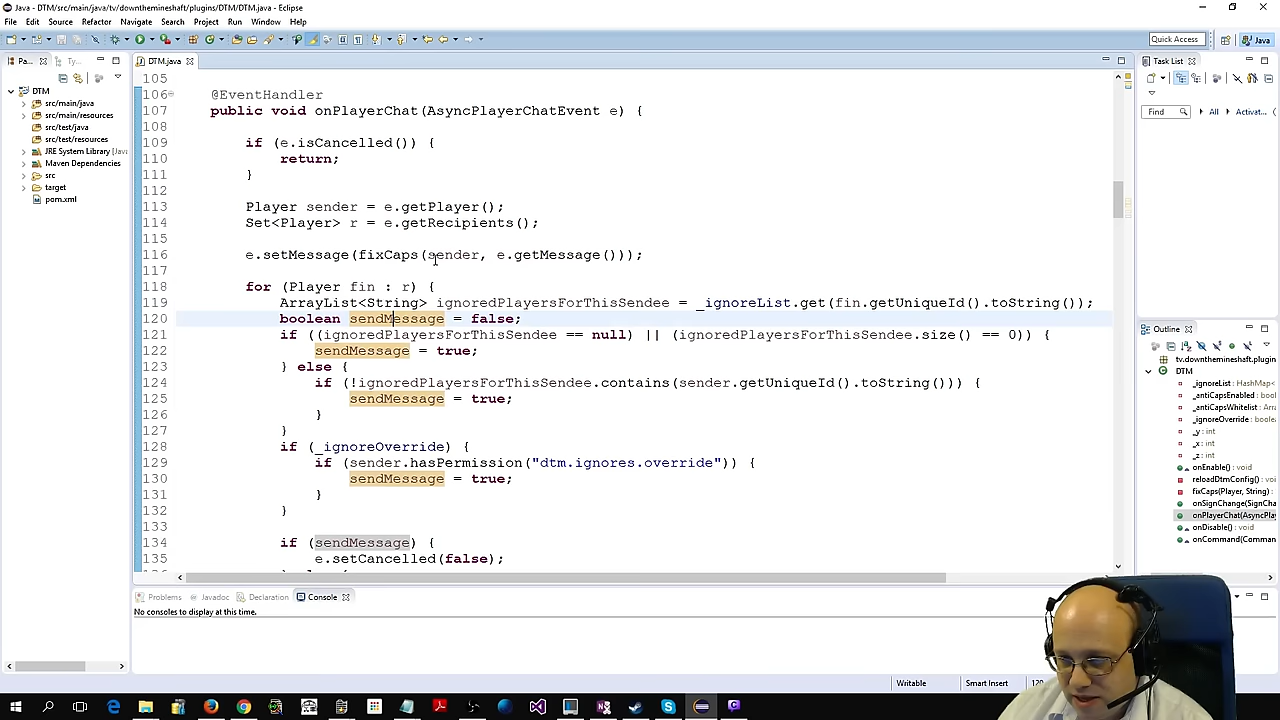 Java - DTM/src/main/java/tv/downthemineshaft/plugins/DTM/DTM.java - Eclipse
File Edit Source Refactor Navigate Search Project Run Window Help
Quick Access
Java
Pa...
Ty...
DTM.java
Task List
DTM
src/main/java
src/main/resources
src/test/java
src/test/resources
JRE System Library [Java
Maven Dependencies
src
target
pom.xml
105
106 @EventHandler
107 public void onPlayerChat(AsyncPlayerChatEvent e) {
108
109 if (e.isCancelled()) {
110 return;
111 }
112
113 Player sender = e.getPlayer();
114 Set<Player> r = e.getRecipients();
115
116 e.setMessage(fixCaps(sender, e.getMessage()));
117
118 for (Player fin : r) {
119 ArrayList<String> ignoredPlayersForThisSendee = _ignoreList.get(fin.getUniqueId().toString());
120 boolean sendMessage = false;
121 if ((ignoredPlayersForThisSendee == null) || (ignoredPlayersForThisSendee.size() == 0)) {
122 sendMessage = true;
123 } else {
124 if (!ignoredPlayersForThisSendee.contains(sender.getUniqueId().toString())) {
125 sendMessage = true;
126 }
127 }
128 if (_ignoreOverride) {
129 if (sender.hasPermission("dtm.ignores.override")) {
130 sendMessage = true;
131 }
132 }
133
134 if (sendMessage) {
135 e.setCancelled(false);
Find
All
Activat...
Outline
tv.downthemineshaft.plugin
DTM
_ignoreList : HashMap<
_antiCapsEnabled : bool
_antiCapsWhitelist : Arra
_ignoreOverride : boolea
_y : int
_x : int
_z : int
onEnable() : void
reloadDtmConfig() : voi
fixCaps(Player, String) :
onSignChange(SignCha
onPlayerChat(AsyncPla
onDisable() : void
onCommand(Comman
Problems Javadoc Declaration Console
No consoles to display at this time.
Writable
Smart Insert